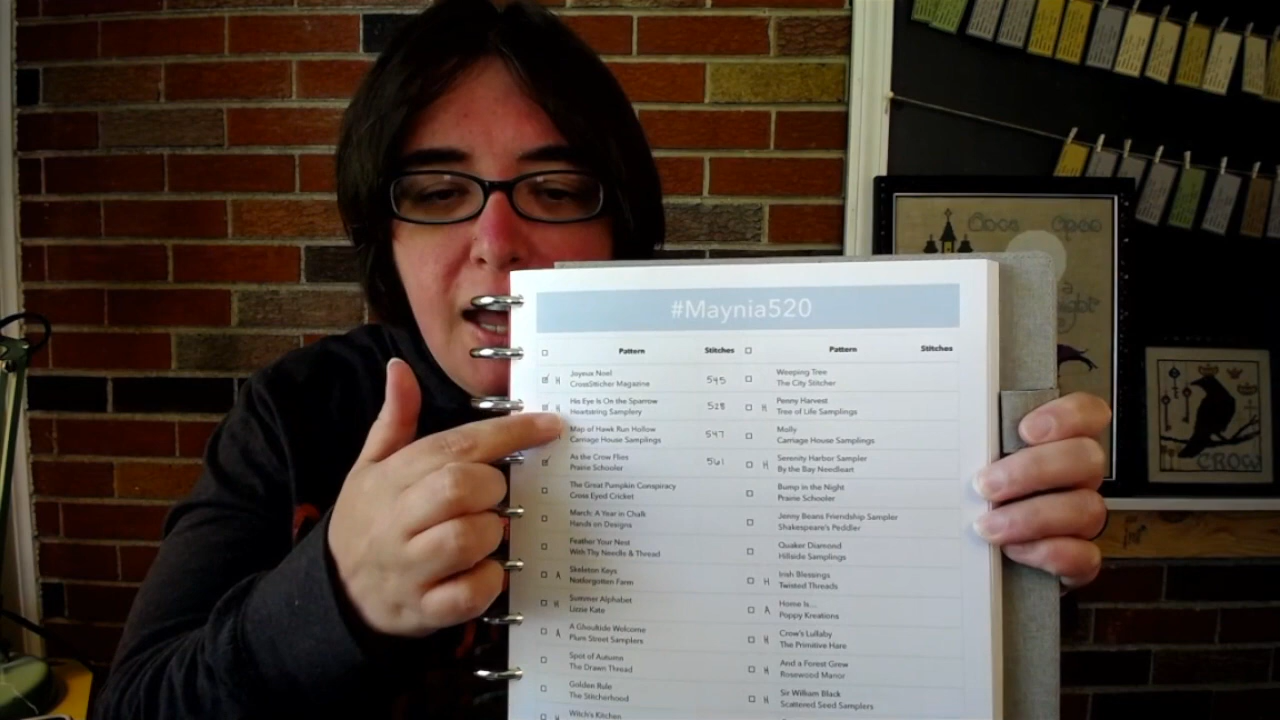 #Maynia520
Pattern Stitches Pattern Stitches
H Joyeux Noel
CrossStitcher Magazine 545
H His Eye Is On the Sparrow
Heartstring Samplery 528
Map of Hawk Run Hollow
Carriage House Samplings 547
As the Crow Flies
Prairie Schooler 561
The Great Pumpkin Conspiracy
Cross Eyed Cricket
March: A Year in Chalk
Hands on Designs
Feather Your Nest
With Thy Needle & Thread
A Skeleton Keys
Notforgotten Farm
H Summer Alphabet
Lizzie Kate
A A Ghoultide Welcome
Plum Street Samplers
Spot of Autumn
The Drawn Thread
Golden Rule
The Stitcherhood
H Witch's Kitchen
Weeping Tree
The City Stitcher
H Penny Harvest
Tree of Life Samplings
Molly
Carriage House Samplings
H Serenity Harbor Sampler
By the Bay Needleart
Bump in the Night
Prairie Schooler
Jenny Beans Friendship Sampler
Shakespeare's Peddler
Quaker Diamond
Hillside Samplings
H Irish Blessings
Twisted Threads
A Home Is...
Poppy Kreations
H Crow's Lullaby
The Primitive Hare
H And a Forest Grew
Rosewood Manor
H Sir William Black
Scattered Seed Samplers
Once Upon
CROW